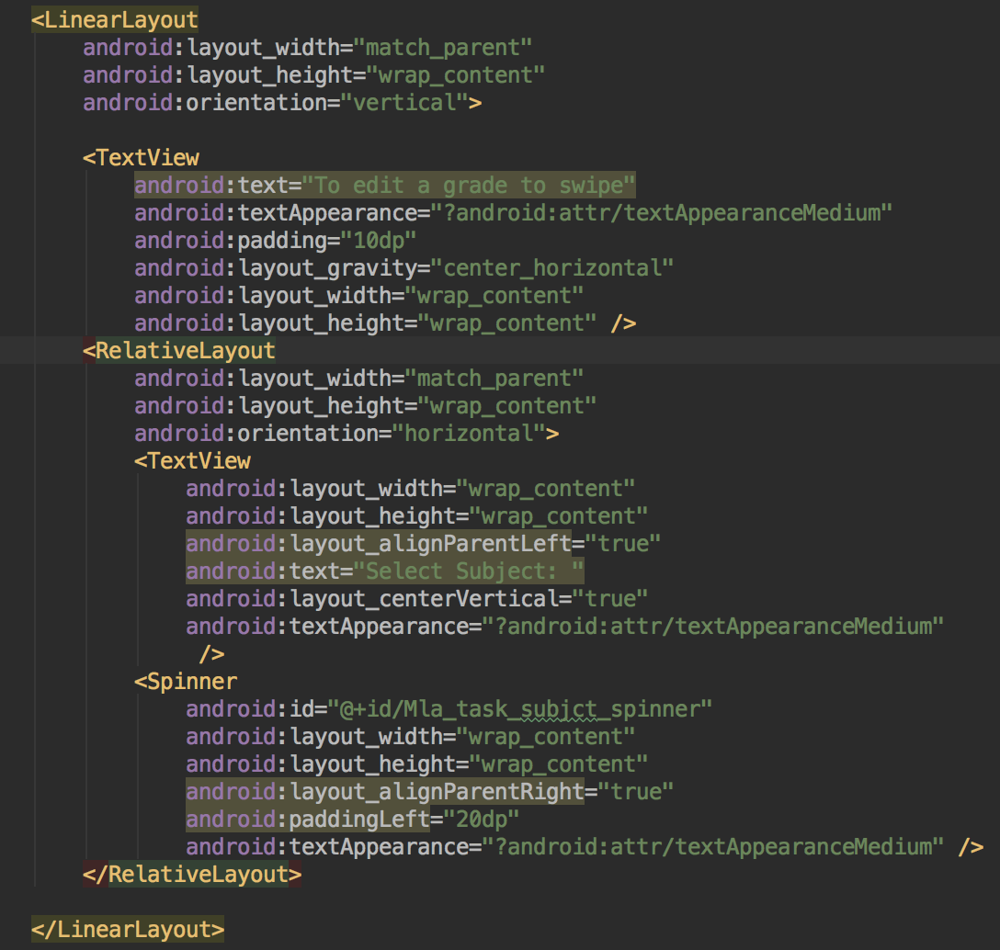 <LinearLayout
    android:layout_width="match_parent"
    android:layout_height="wrap_content"
    android:orientation="vertical">

    <TextView
        android:text="To edit a grade to swipe"
        android:textAppearance="?android:attr/textAppearanceMedium"
        android:padding="10dp"
        android:layout_gravity="center_horizontal"
        android:layout_width="wrap_content"
        android:layout_height="wrap_content" />
    <RelativeLayout
        android:layout_width="match_parent"
        android:layout_height="wrap_content"
        android:orientation="horizontal">
        <TextView
            android:layout_width="wrap_content"
            android:layout_height="wrap_content"
            android:layout_alignParentLeft="true"
            android:text="Select Subject: "
            android:layout_centerVertical="true"
            android:textAppearance="?android:attr/textAppearanceMedium"
             />
        <Spinner
            android:id="@+id/Mla_task_subjct_spinner"
            android:layout_width="wrap_content"
            android:layout_height="wrap_content"
            android:layout_alignParentRight="true"
            android:paddingLeft="20dp"
            android:textAppearance="?android:attr/textAppearanceMedium" />
    </RelativeLayout>

</LinearLayout>